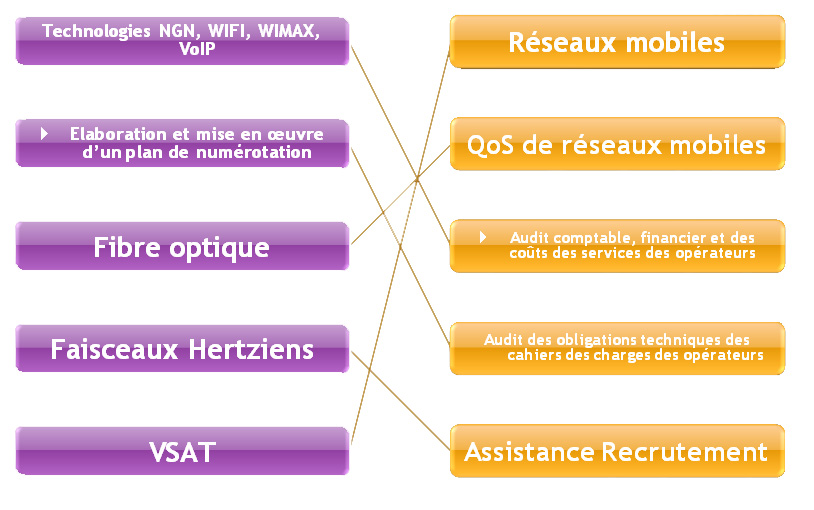 Technologies NGN, WIFI, WIMAX,
VoIP
Elaboration et mise en œuvre
d'un plan de numérotation
Fibre optique
Faisceaux Hertziens
VSAT
Réseaux mobiles
QoS de réseaux mobiles
Audit comptable, financier et des
coûts des services des opérateurs
Audit des obligations techniques des
cahiers des charges des opérateurs
Assistance Recrutement